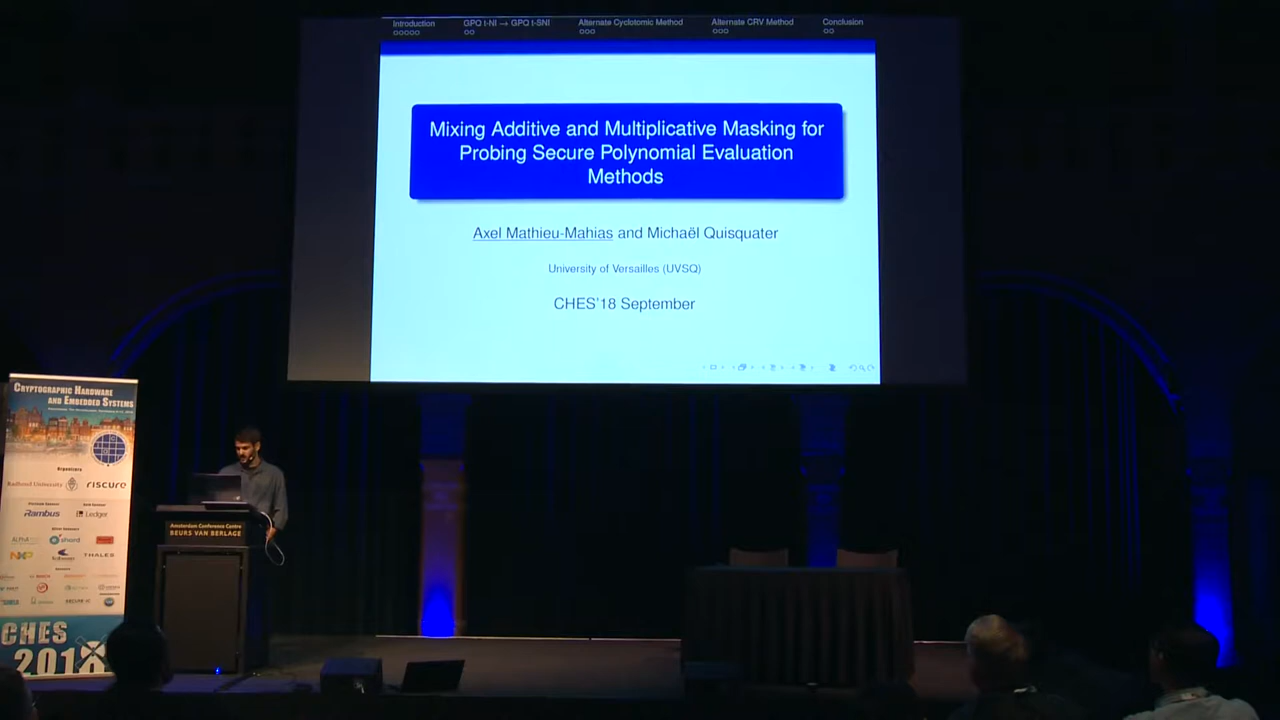 Introduction GPQ t-NI → GPQ t-SNI Alternate Cyclotomic Method Alternate CRV Method Conclusion
Mixing Additive and Multiplicative Masking for
Probing Secure Polynomial Evaluation
Methods
Axel Mathieu-Mahias and Michaël Quisquater
University of Versailles (UVSQ)
CHES'18 September
Cryptographic Hardware
and Embedded Systems
Organizers
Radboud University riscure
Rambus Ledger
NXP THALES
CHES
2018
Amsterdam Conference Centre
BEURS VAN BERLAGE